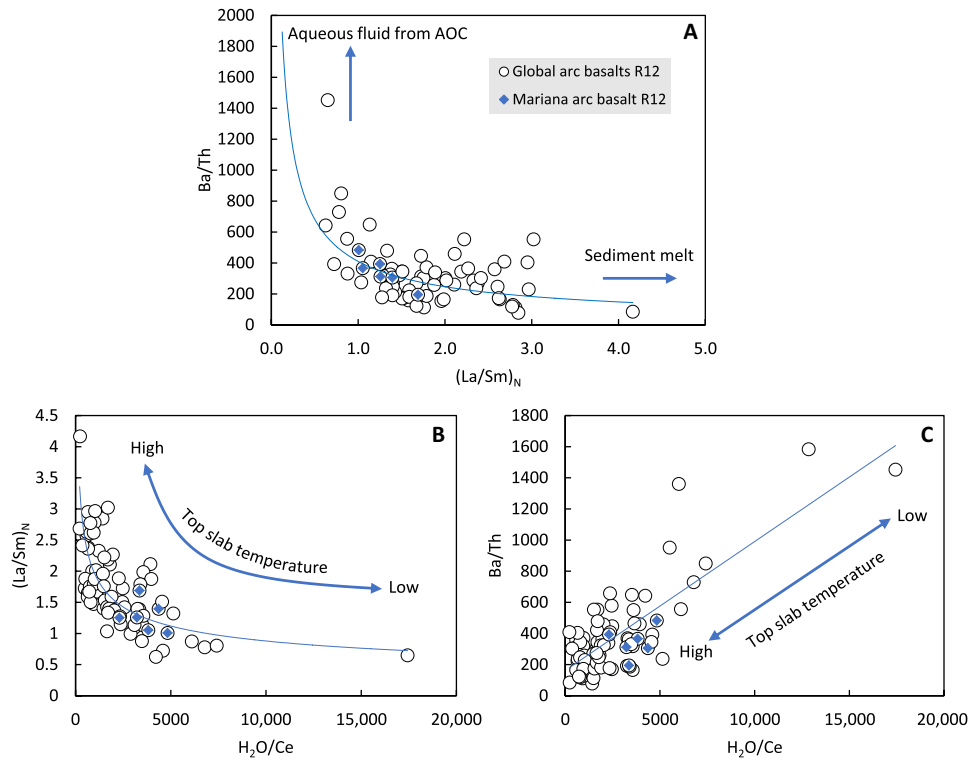 A
Aqueous fluid from AOC
Global arc basalts R12
Mariana arc basalt R12
Sediment melt
Ba/Th
2000
1800
1600
1400
1200
1000
800
600
400
200
0
0.0 1.0 2.0 3.0 4.0 5.0
(La/Sm)N
B
High
Top slab temperature
Low
(La/Sm)N
4.5
4
3.5
3
2.5
2
1.5
1
0.5
0
0 5000 10,000 15,000 20,000
H2O/Ce
C
Low
Top slab temperature
High
Ba/Th
1800
1600
1400
1200
1000
800
600
400
200
0
0 5000 10,000 15,000 20,000
H2O/Ce